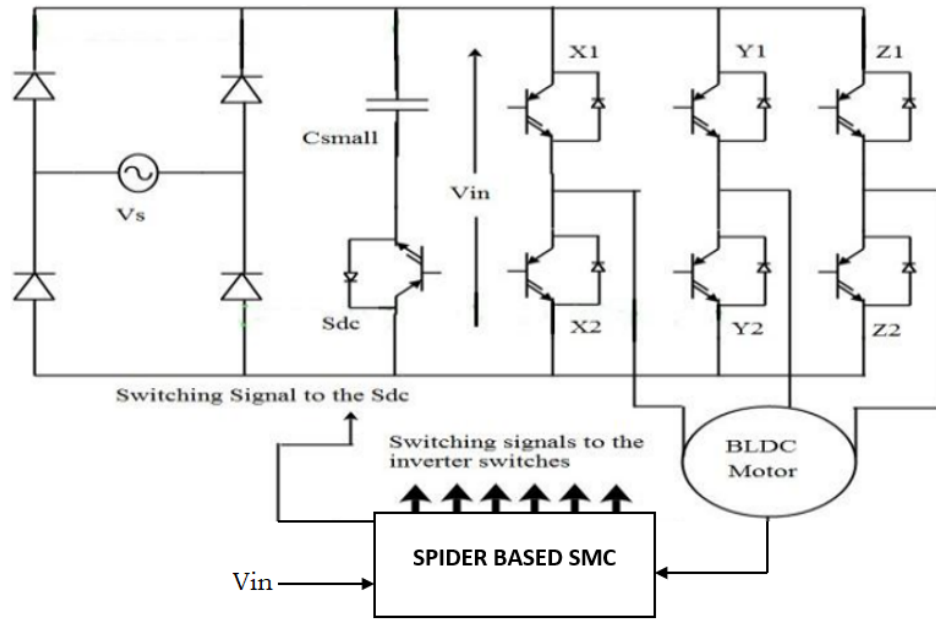 X1
Y1
Z1
Csmall
Vin
Vs
Sdc
X2
Y2
Z2
Switching Signal to the Sdc
Switching signals to the
inverter switches
BLDC
Motor
SPIDER BASED SMC
Vin